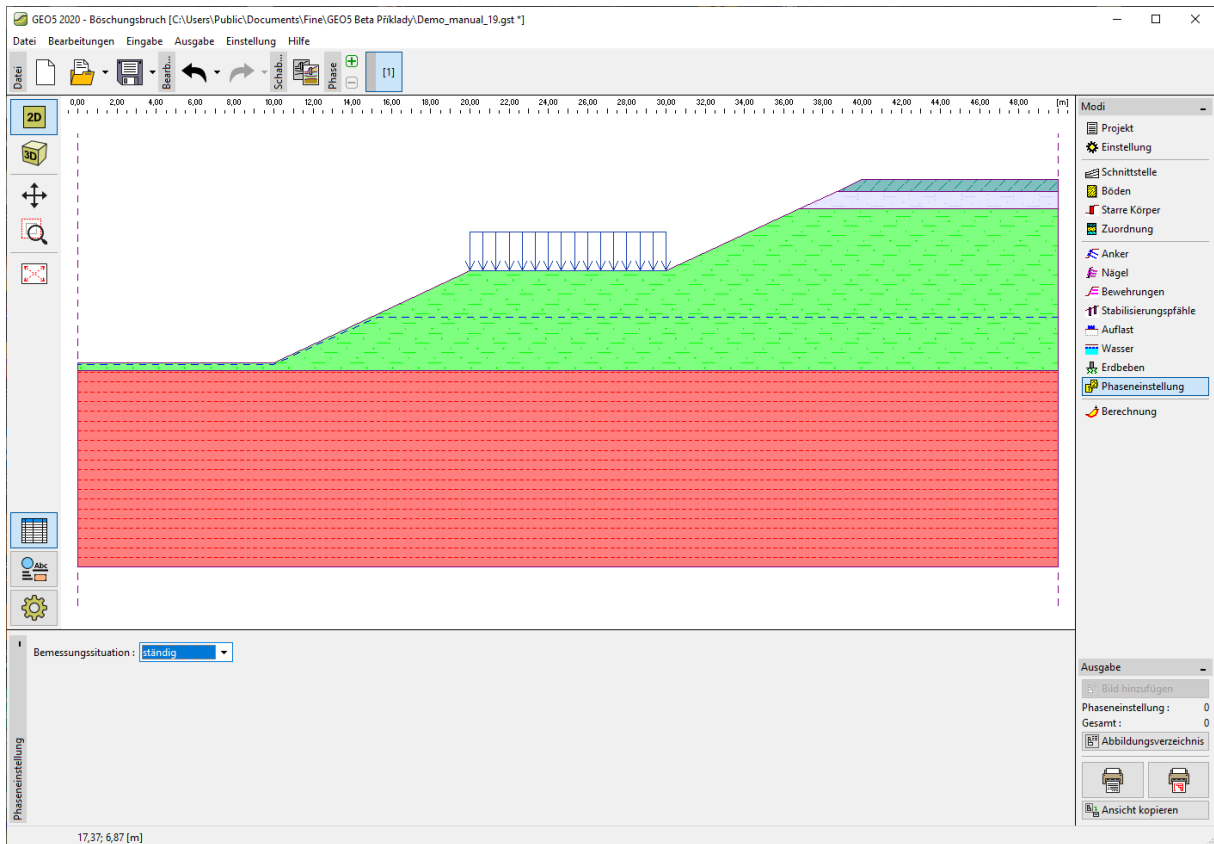 GEO5 2020 - Böschungsbruch [C:\Users\Public\Documents\Fine\GEO5 Beta Příklady\Demo_manual_19.gst *]
Datei Bearbeitungen Eingabe Ausgabe Einstellung Hilfe
Datei
Bearb...
Schab...
Phase
[1]
2D
3D
Abc
0,00 2,00 4,00 6,00 8,00 10,00 12,00 14,00 16,00 18,00 20,00 22,00 24,00 26,00 28,00 30,00 32,00 34,00 36,00 38,00 40,00 42,00 44,00 46,00 48,00 [m]
Modi
Projekt
Einstellung
Schnittstelle
Böden
Starre Körper
Zuordnung
Anker
Nägel
Bewehrungen
Stabilisierungspfähle
Auflast
Wasser
Erdbeben
Phaseneinstellung
Berechnung
Phaseneinstellung
Bemessungssituation : ständig
Ausgabe
Bild hinzufügen
Phaseneinstellung : 0
Gesamt : 0
Abbildungsverzeichnis
Ansicht kopieren
17,37; 6,87 [m]